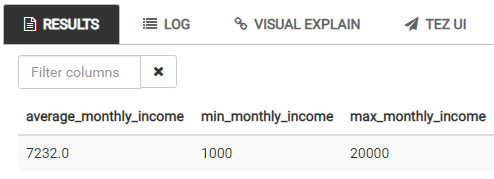 RESULTS LOG VISUAL EXPLAIN TEZ UI
Filter columns
average_monthly_income min_monthly_income max_monthly_income
7232.0 1000 20000